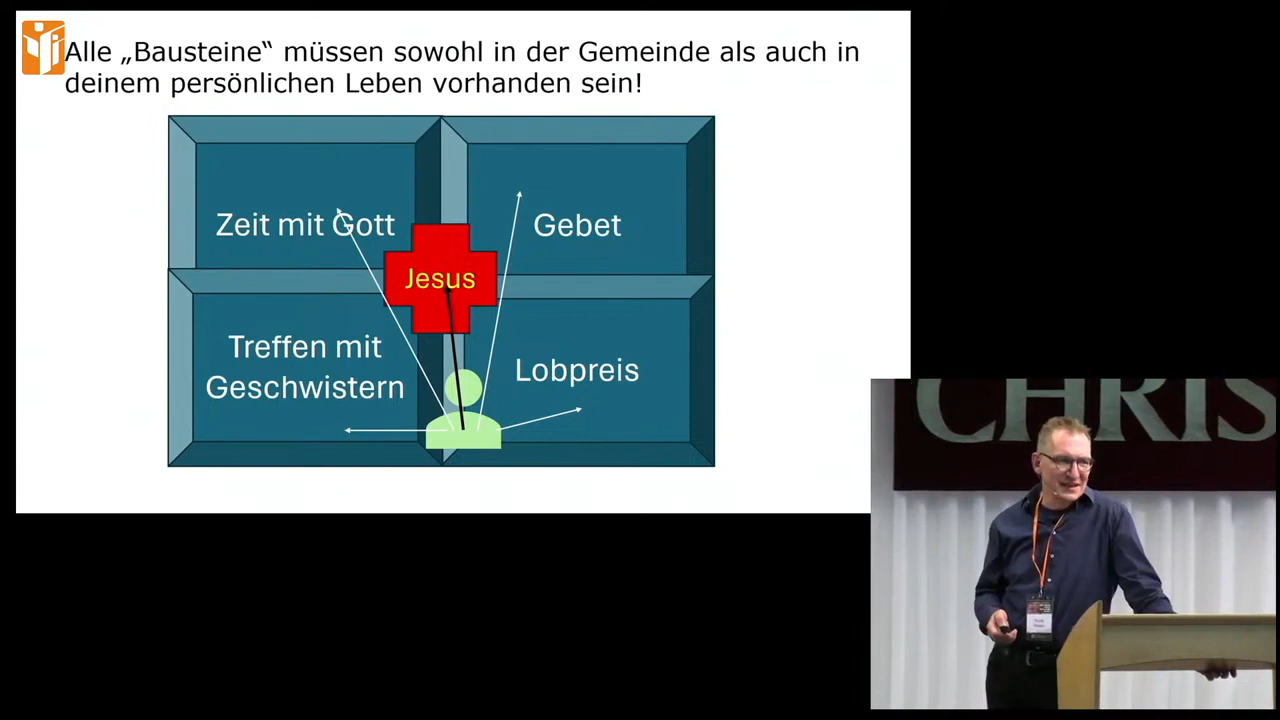 Alle „Bausteine“ müssen sowohl in der Gemeinde als auch in
deinem persönlichen Leben vorhanden sein!
Zeit mit Gott
Gebet
Jesus
Treffen mit
Geschwistern
Lobpreis
CHRIS